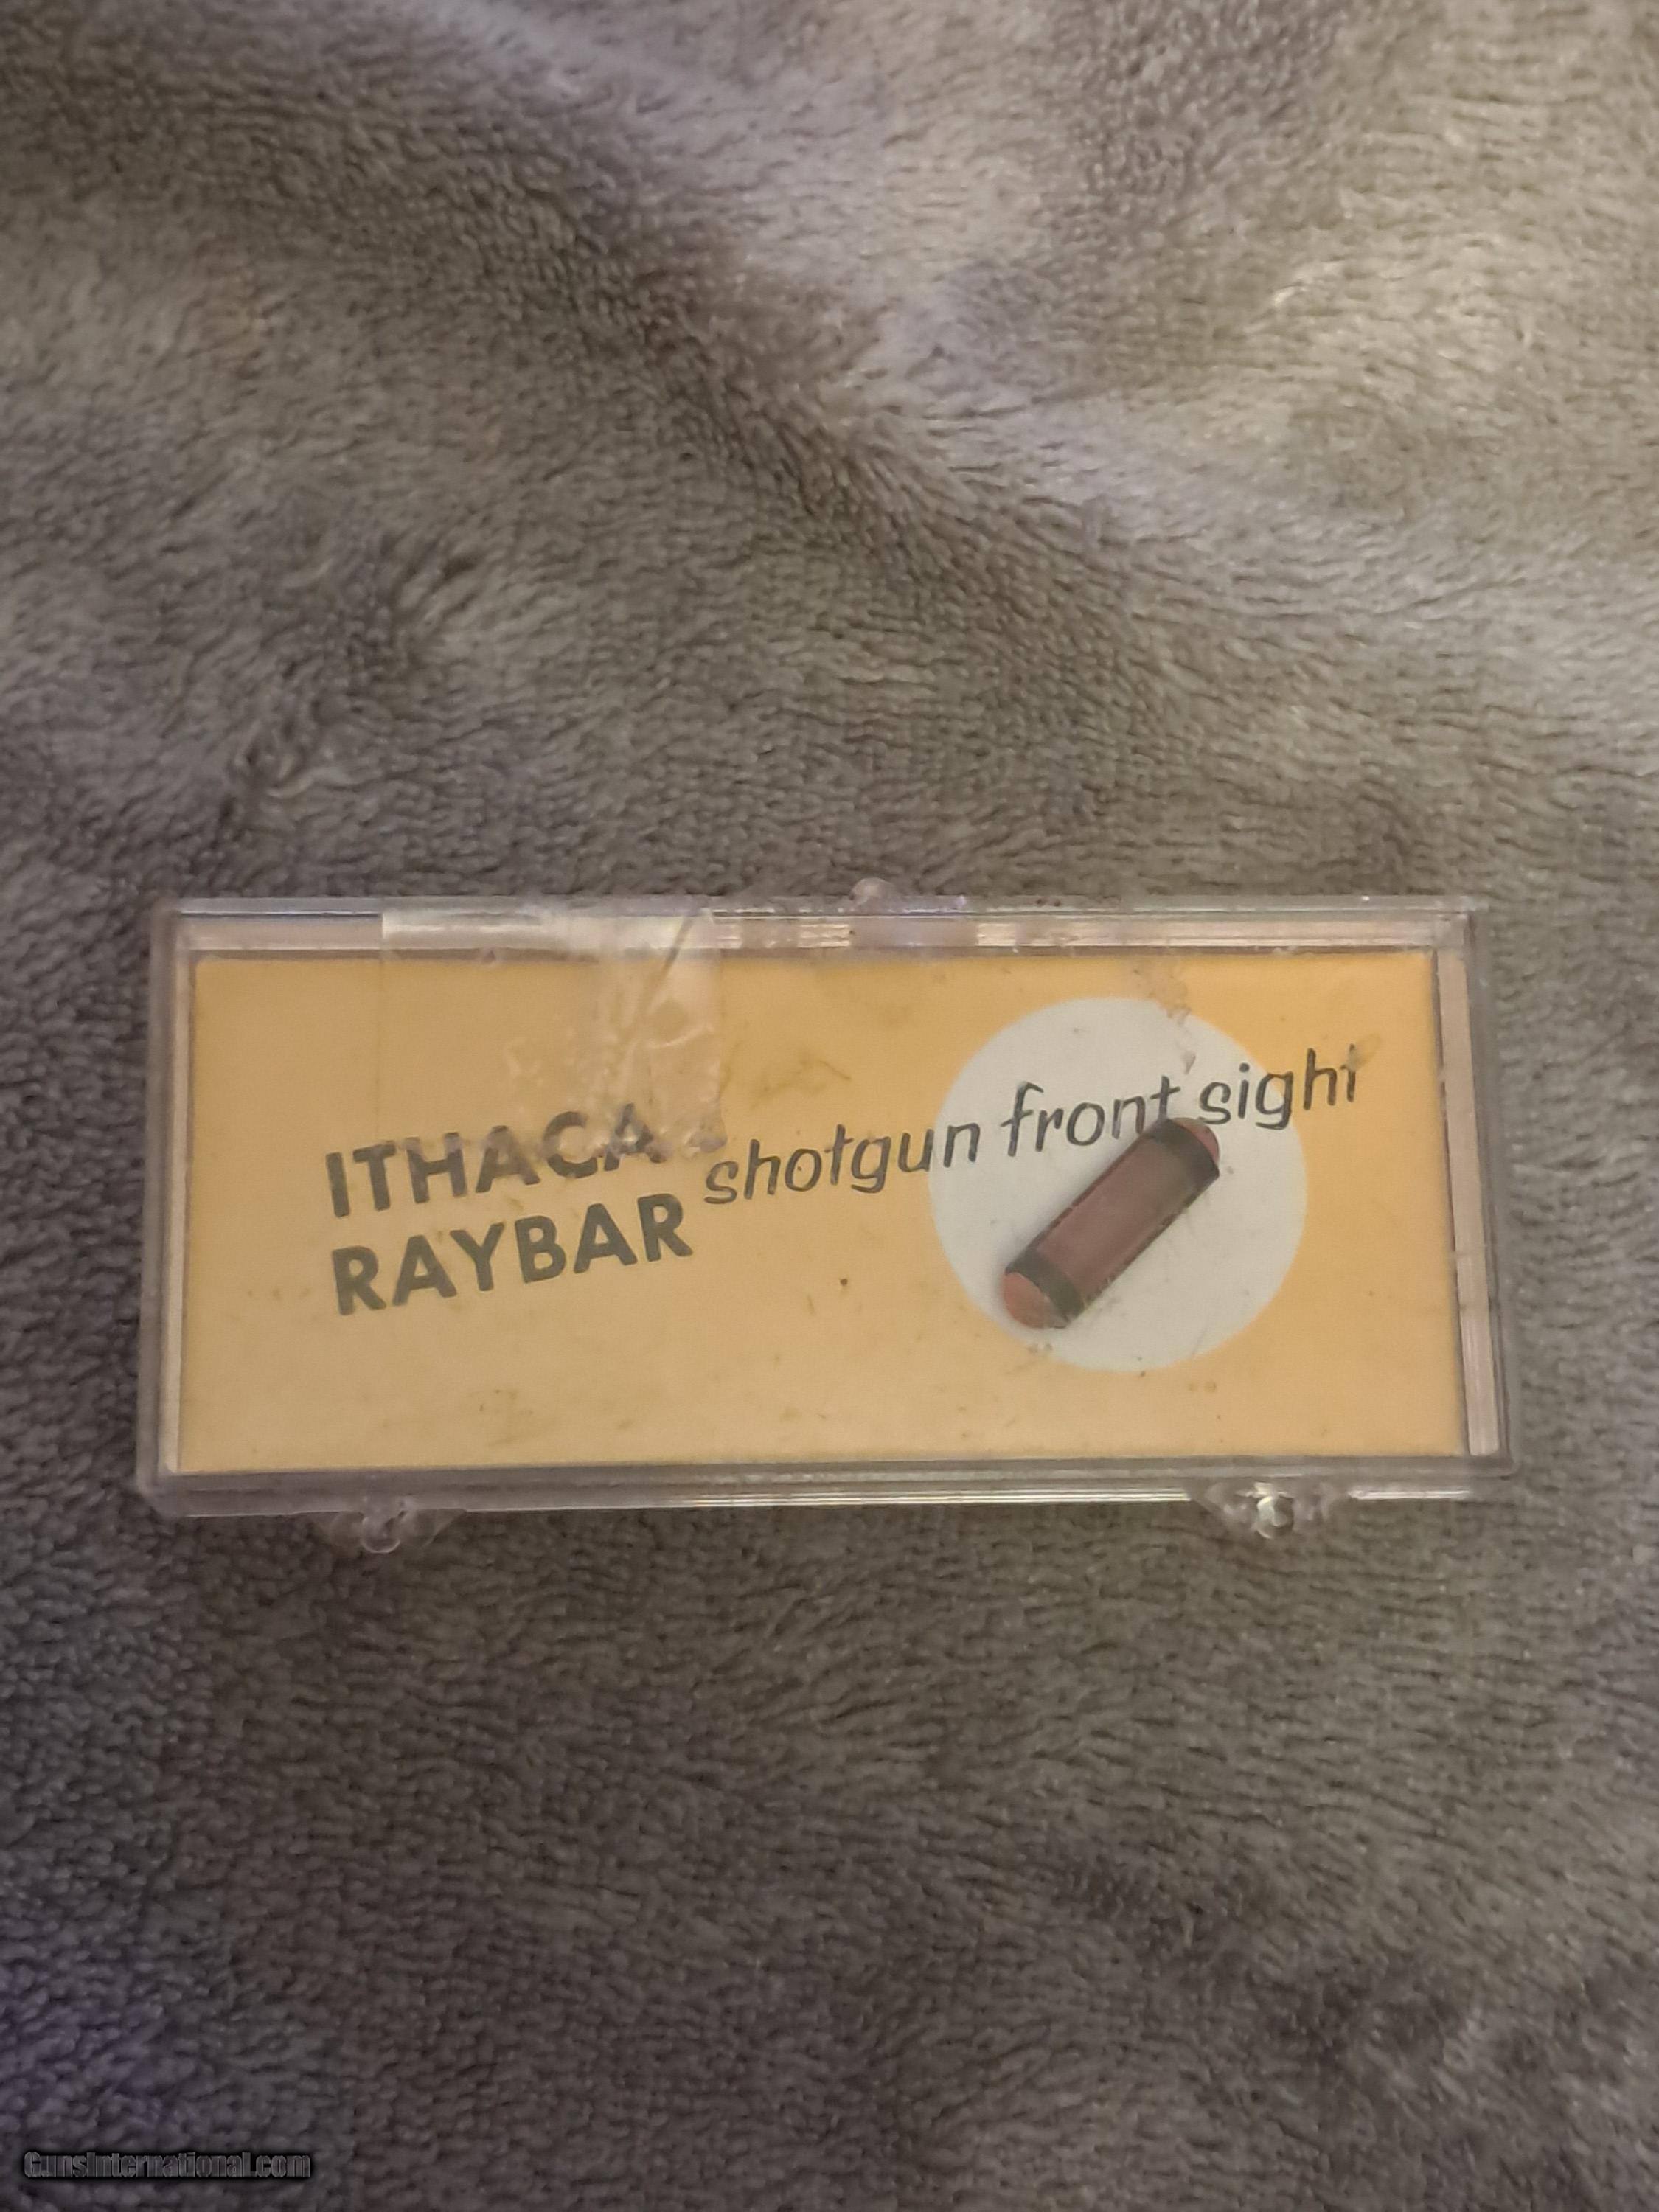 ITHACA
RAYBAR shotgun front sight
GunsInternational.com